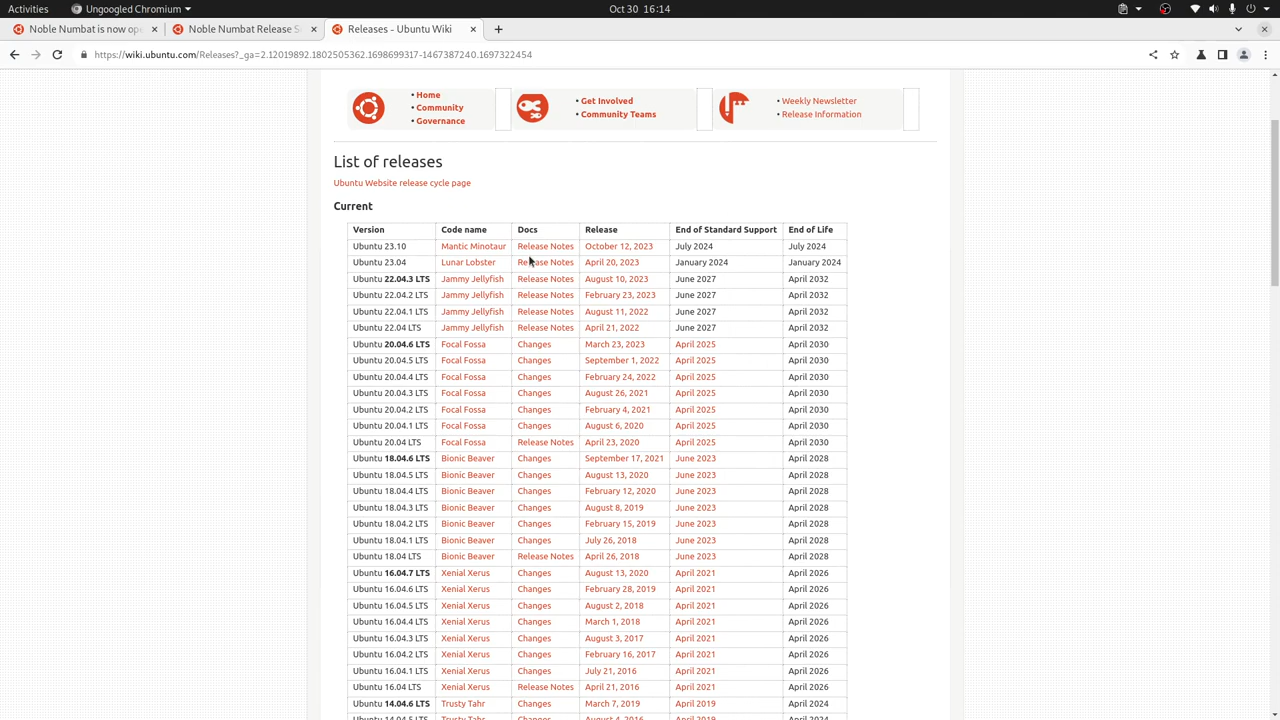 Activities Ungoogled Chromium Oct 30 16:14
Noble Numbat is now ope Noble Numbat Release S Releases - Ubuntu Wiki
https://wiki.ubuntu.com/Releases?_ga=2.12019892.1802505362.1698699317-1467387240.1697322454
• Home
• Community
• Governance
• Get Involved
• Community Teams
• Weekly Newsletter
• Release Information
List of releases
Ubuntu Website release cycle page
Current
Version Code name Docs Release End of Standard Support End of Life
Ubuntu 23.10 Mantic Minotaur Release Notes October 12, 2023 July 2024 July 2024
Ubuntu 23.04 Lunar Lobster Release Notes April 20, 2023 January 2024 January 2024
Ubuntu 22.04.3 LTS Jammy Jellyfish Release Notes August 10, 2023 June 2027 April 2032
Ubuntu 22.04.2 LTS Jammy Jellyfish Release Notes February 23, 2023 June 2027 April 2032
Ubuntu 22.04.1 LTS Jammy Jellyfish Release Notes August 11, 2022 June 2027 April 2032
Ubuntu 22.04 LTS Jammy Jellyfish Release Notes April 21, 2022 June 2027 April 2032
Ubuntu 20.04.6 LTS Focal Fossa Changes March 23, 2023 April 2025 April 2030
Ubuntu 20.04.5 LTS Focal Fossa Changes September 1, 2022 April 2025 April 2030
Ubuntu 20.04.4 LTS Focal Fossa Changes February 24, 2022 April 2025 April 2030
Ubuntu 20.04.3 LTS Focal Fossa Changes August 26, 2021 April 2025 April 2030
Ubuntu 20.04.2 LTS Focal Fossa Changes February 4, 2021 April 2025 April 2030
Ubuntu 20.04.1 LTS Focal Fossa Changes August 6, 2020 April 2025 April 2030
Ubuntu 20.04 LTS Focal Fossa Release Notes April 23, 2020 April 2025 April 2030
Ubuntu 18.04.6 LTS Bionic Beaver Changes September 17, 2021 June 2023 April 2028
Ubuntu 18.04.5 LTS Bionic Beaver Changes August 13, 2020 June 2023 April 2028
Ubuntu 18.04.4 LTS Bionic Beaver Changes February 12, 2020 June 2023 April 2028
Ubuntu 18.04.3 LTS Bionic Beaver Changes August 8, 2019 June 2023 April 2028
Ubuntu 18.04.2 LTS Bionic Beaver Changes February 15, 2019 June 2023 April 2028
Ubuntu 18.04.1 LTS Bionic Beaver Changes July 26, 2018 June 2023 April 2028
Ubuntu 18.04 LTS Bionic Beaver Release Notes April 26, 2018 June 2023 April 2028
Ubuntu 16.04.7 LTS Xenial Xerus Changes August 13, 2020 April 2021 April 2026
Ubuntu 16.04.6 LTS Xenial Xerus Changes February 28, 2019 April 2021 April 2026
Ubuntu 16.04.5 LTS Xenial Xerus Changes August 2, 2018 April 2021 April 2026
Ubuntu 16.04.4 LTS Xenial Xerus Changes March 1, 2018 April 2021 April 2026
Ubuntu 16.04.3 LTS Xenial Xerus Changes August 3, 2017 April 2021 April 2026
Ubuntu 16.04.2 LTS Xenial Xerus Changes February 16, 2017 April 2021 April 2026
Ubuntu 16.04.1 LTS Xenial Xerus Changes July 21, 2016 April 2021 April 2026
Ubuntu 16.04 LTS Xenial Xerus Release Notes April 21, 2016 April 2021 April 2026
Ubuntu 14.04.6 LTS Trusty Tahr Changes March 7, 2019 April 2019 April 2024
Ubuntu 14.04.5 LTS Trusty Tahr Changes August 4, 2016 April 2019 April 2024